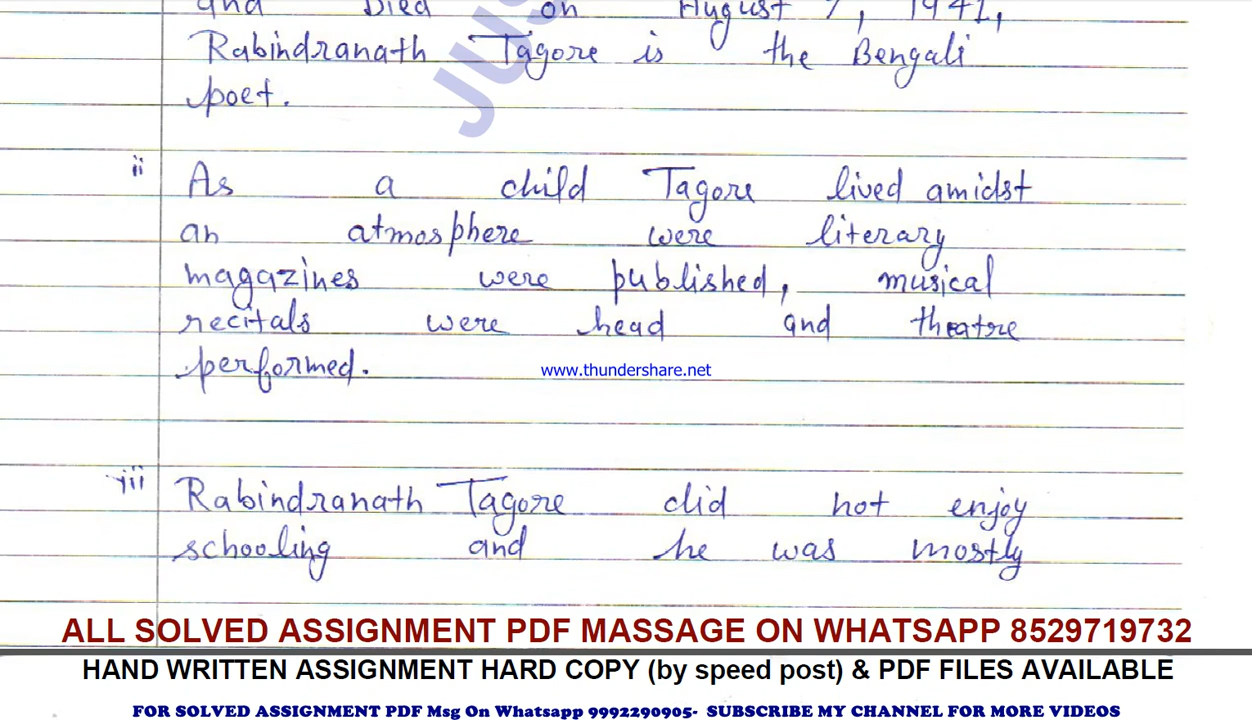 and Died on August 7, 1941,
Rabindranath Tagore is the Bengali
poet.
JUS
ii As a child Tagore lived amidst
an atmosphere were literary
magazines were published, musical
recitals were head and theatre
performed.
www.thundershare.net
iii Rabindranath Tagore did not enjoy
schooling and he was mostly
ALL SOLVED ASSIGNMENT PDF MASSAGE ON WHATSAPP 8529719732
HAND WRITTEN ASSIGNMENT HARD COPY (by speed post) & PDF FILES AVAILABLE
FOR SOLVED ASSIGNMENT PDF Msg On Whatsapp 9992290905- SUBSCRIBE MY CHANNEL FOR MORE VIDEOS